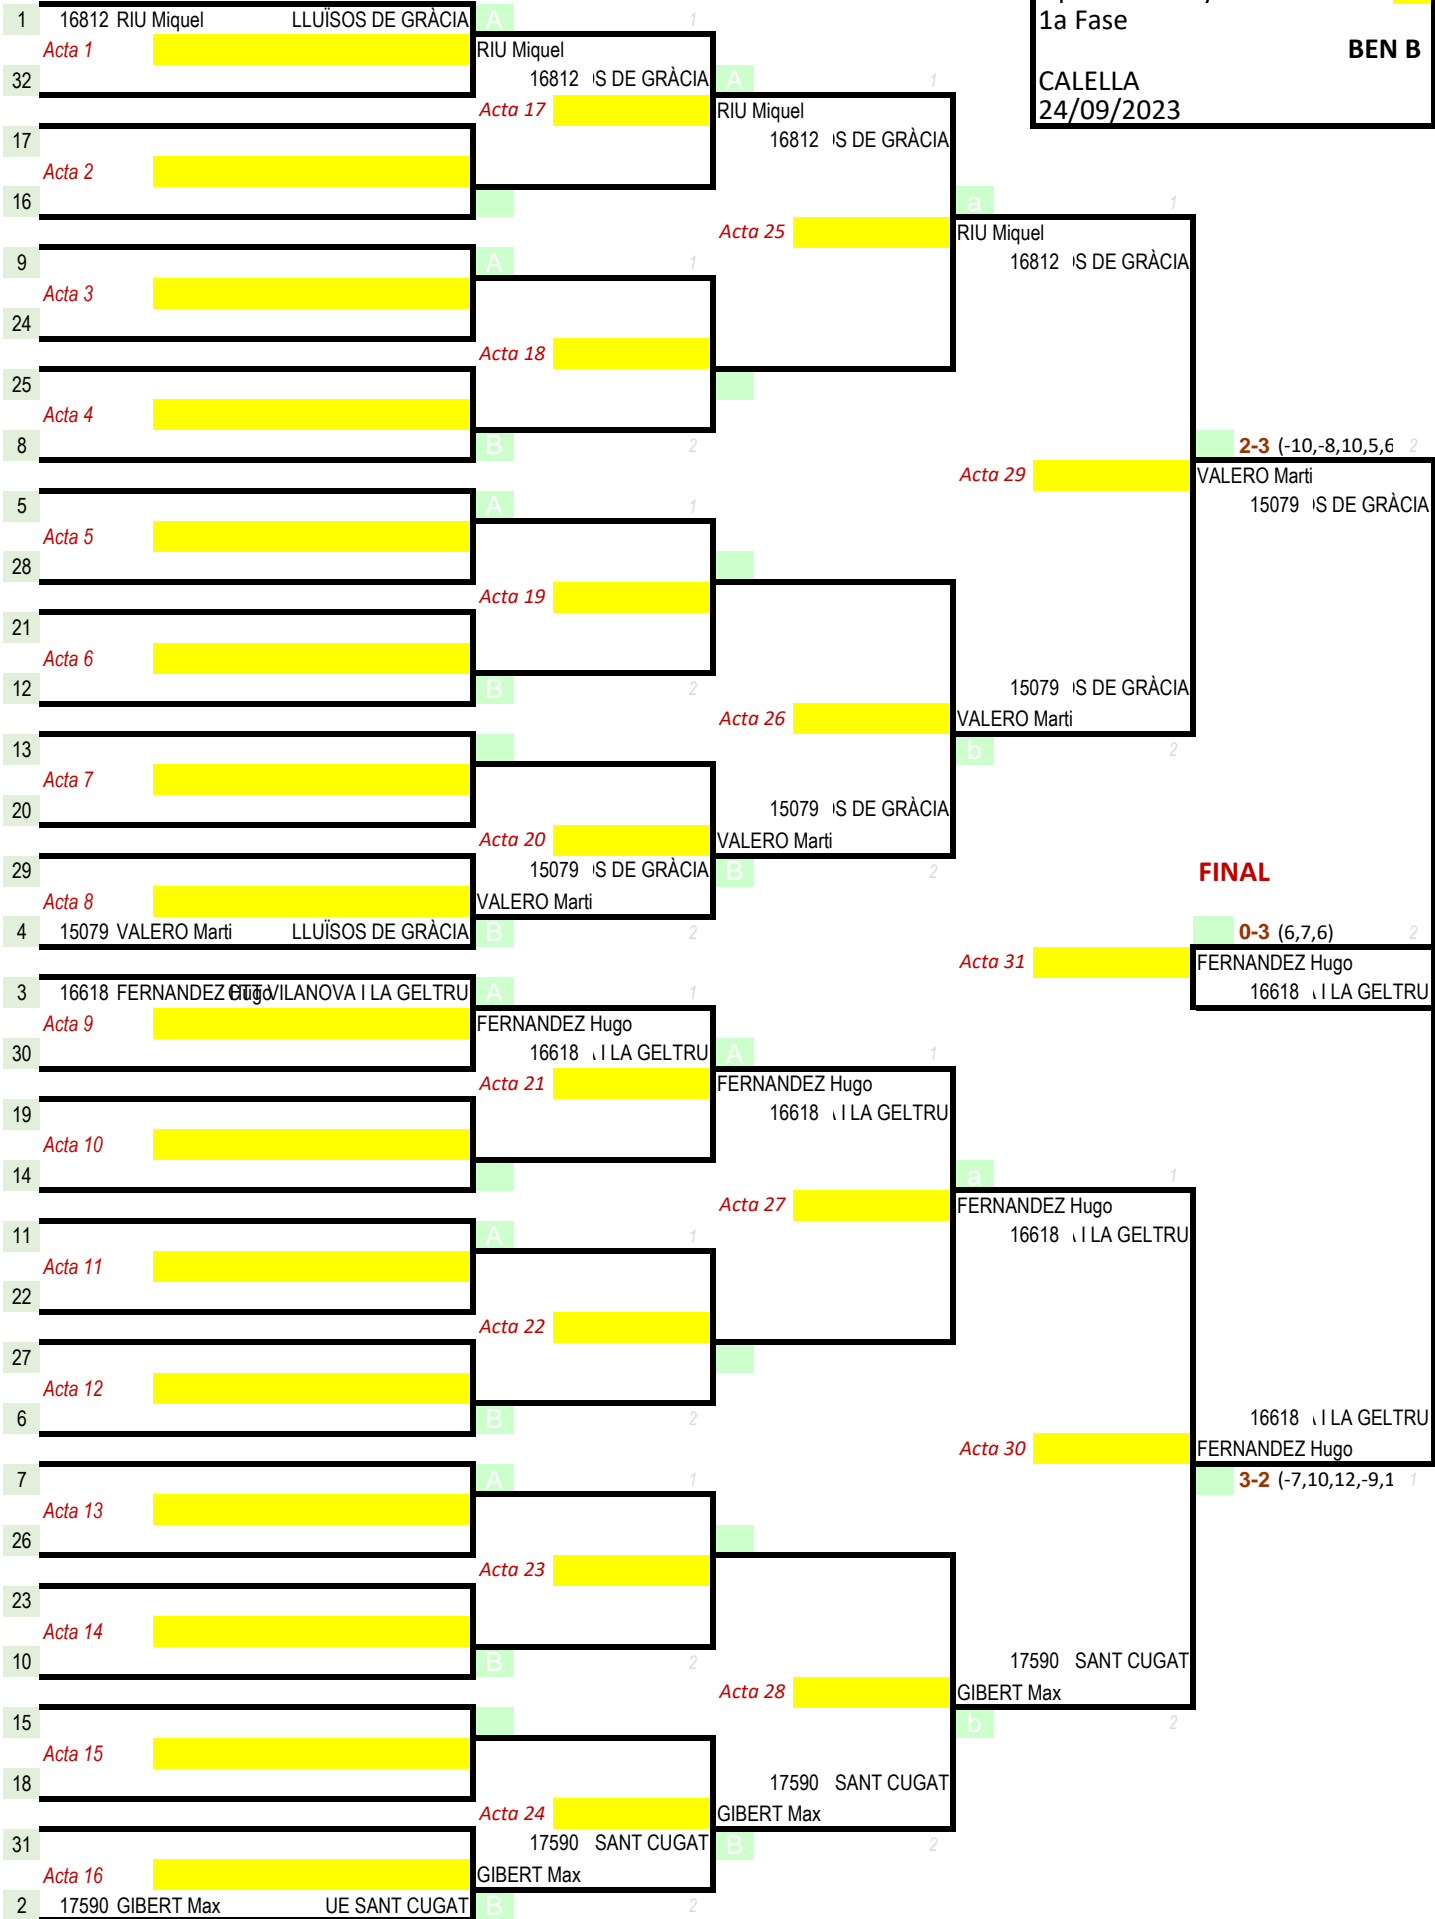 1 16812 RIU Miquel LLUÏSOS DE GRÀCIA A 1
1a Fase
Acta 1 RIU Miquel BEN B
32 16812 S DE GRÀCIA A 1
CALELLA
Acta 17 RIU Miquel 24/09/2023
17 16812 S DE GRÀCIA
Acta 2
16 a 1
Acta 25 RIU Miquel
9 A 1 16812 S DE GRÀCIA
Acta 3
24
Acta 18
25
Acta 4
8 B 2 2-3 (-10,-8,10,5,6 2
Acta 29 VALERO Marti
5 A 1 15079 S DE GRÀCIA
Acta 5
28
Acta 19
21
Acta 6
12 B 2 15079 S DE GRÀCIA
Acta 26 VALERO Marti
13 b 2
Acta 7
20 15079 S DE GRÀCIA
Acta 20 VALERO Marti
29 15079 S DE GRÀCIA B 2 FINAL
Acta 8 VALERO Marti
4 15079 VALERO Marti LLUÏSOS DE GRÀCIA B 2 0-3 (6,7,6) 2
Acta 31 FERNANDEZ Hugo
3 16618 FERNANDEZ Hugo VILANOVA I LA GELTRU A 1 16618 I LA GELTRU
Acta 9 FERNANDEZ Hugo
30 16618 I LA GELTRU A 1
Acta 21 FERNANDEZ Hugo
19 16618 I LA GELTRU
Acta 10
14 a 1
Acta 27 FERNANDEZ Hugo
11 A 1 16618 I LA GELTRU
Acta 11
22
Acta 22
27
Acta 12
6 B 2 16618 I LA GELTRU
Acta 30 FERNANDEZ Hugo
7 A 1 3-2 (-7,10,12,-9,1 1
Acta 13
26
Acta 23
23
Acta 14
10 B 2 17590 SANT CUGAT
Acta 28 GIBERT Max
15 b 2
Acta 15
18 17590 SANT CUGAT
Acta 24 GIBERT Max
31 17590 SANT CUGAT B 2
Acta 16 GIBERT Max
2 17590 GIBERT Max UE SANT CUGAT B 2